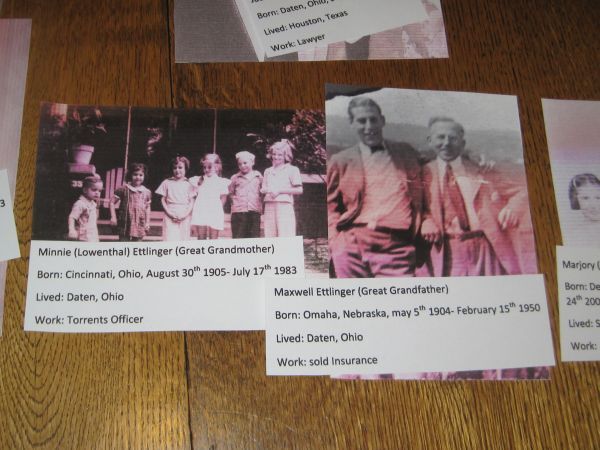 Born: Daten, Ohio,
Lived: Houston, Texas
Work: Lawyer
33
3
Minnie (Lowenthal) Ettlinger (Great Grandmother)
Born: Cincinnati, Ohio, August 30th 1905- July 17th 1983
Lived: Daten, Ohio
Work: Torrents Officer
Maxwell Ettlinger (Great Grandfather)
Born: Omaha, Nebraska, may 5th 1904- February 15th 1950
Lived: Daten, Ohio
Work: sold Insurance
Marjory (
Born: De
24th 200
Lived: S
Work: